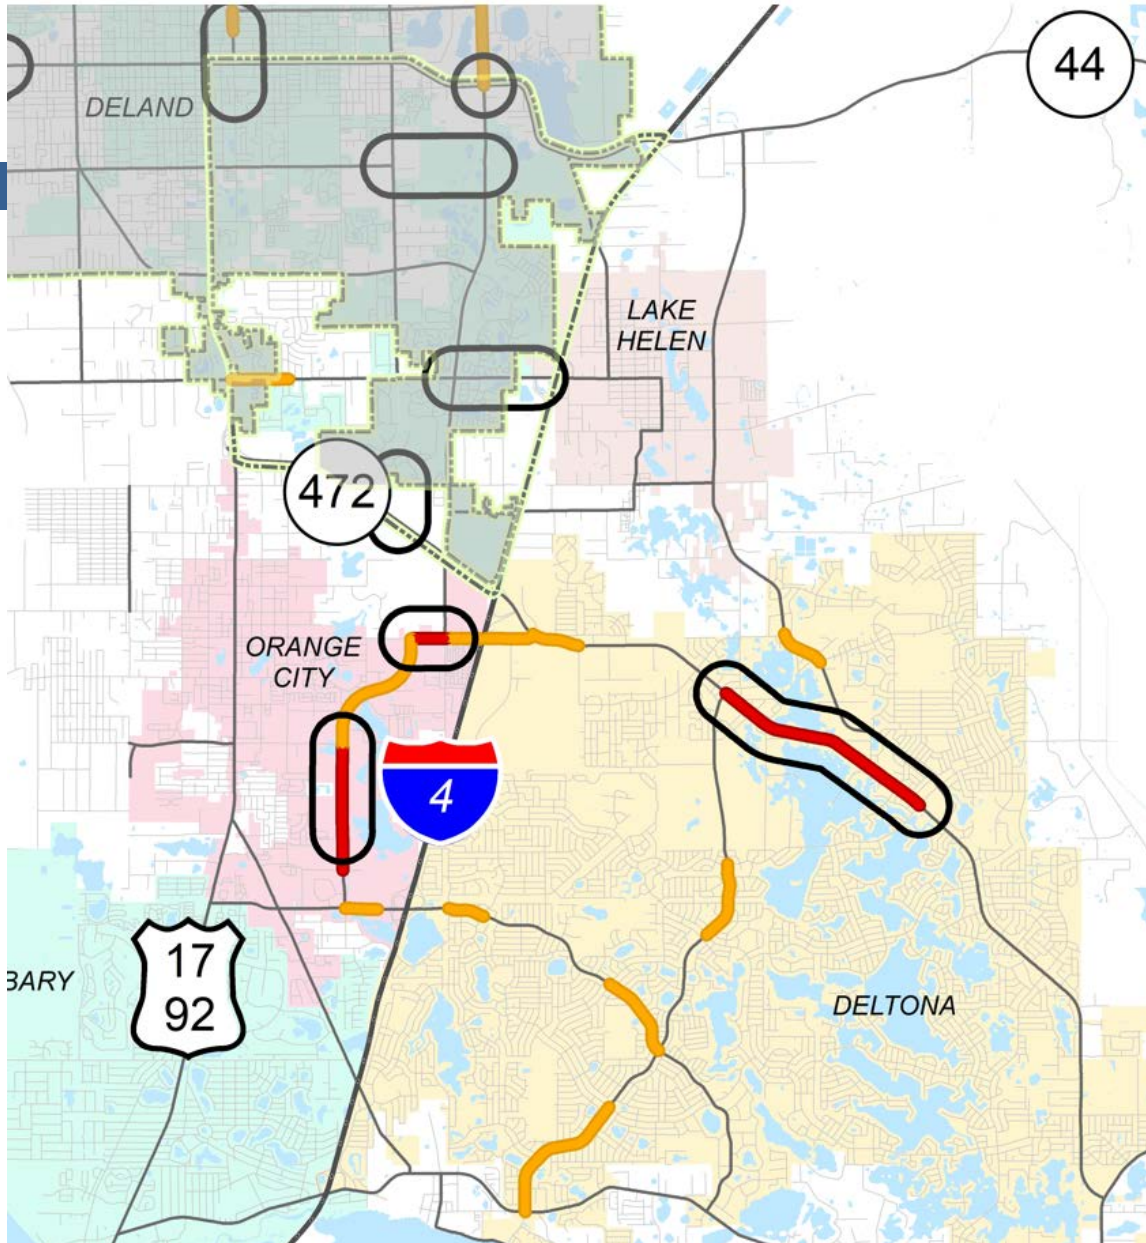 44
DELAND
LAKE
HELEN
472
ORANGE
CITY
4
17
92
BARY
DELTONA